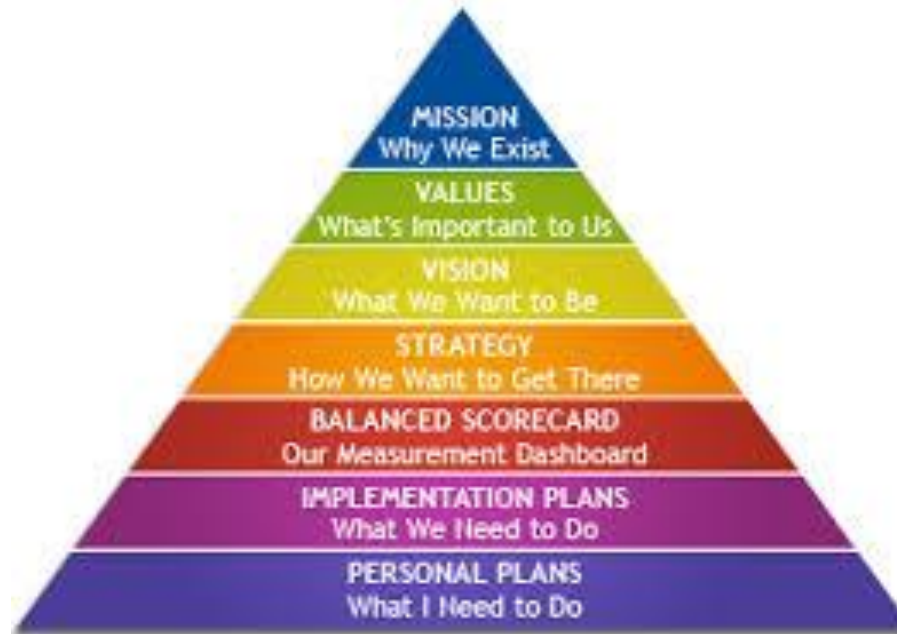 MISSION
Why We Exist
VALUES
What's Important to Us
VISION
What We Want to Be
STRATEGY
How We Want to Get There
BALANCED SCORECARD
Our Measurement Dashboard
IMPLEMENTATION PLANS
What We Need to Do
PERSONAL PLANS
What I Need to Do